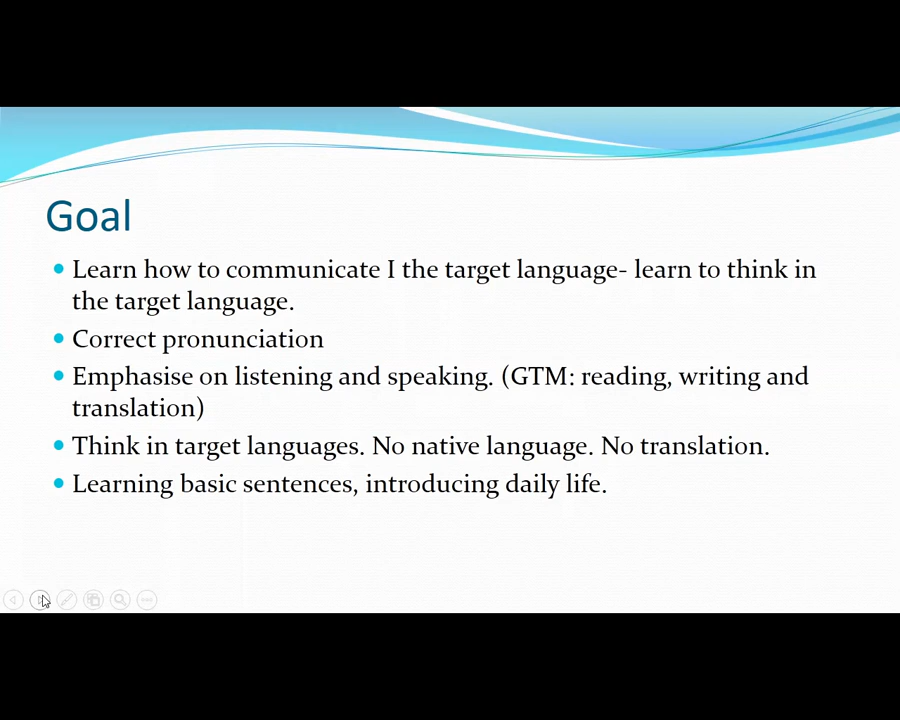 Goal
Learn how to communicate I the target language- learn to think in
the target language.
Correct pronunciation
Emphasise on listening and speaking. (GTM: reading, writing and
translation)
Think in target languages. No native language. No translation.
Learning basic sentences, introducing daily life.